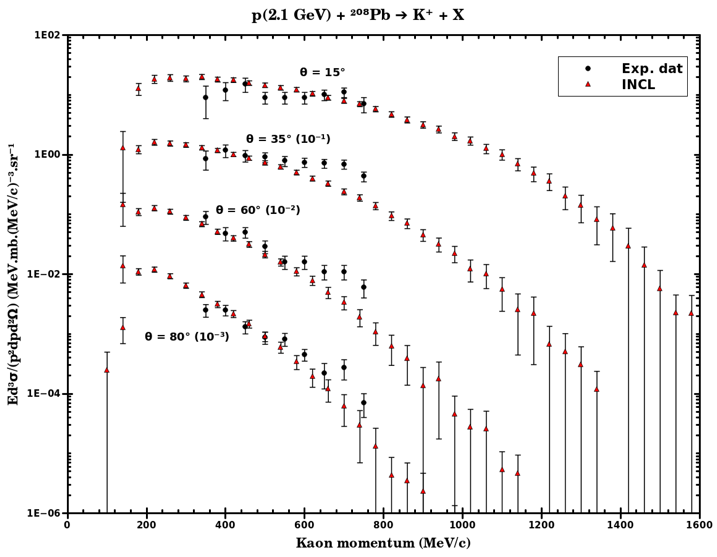 p(2.1 GeV) + ²⁰⁸Pb ➔ K⁺ + X
1E+02
1E+00
1E−02
1E−04
1E−06
Ed³σ/(p²dpd²Ω) (MeV.mb.(MeV/c)⁻³.sr⁻¹
Exp. dat
INCL
θ = 15°
θ = 35° (10⁻¹)
θ = 60° (10⁻²)
θ = 80° (10⁻³)
0 200 400 600 800 1000 1200 1400 1600
Kaon momentum (MeV/c)